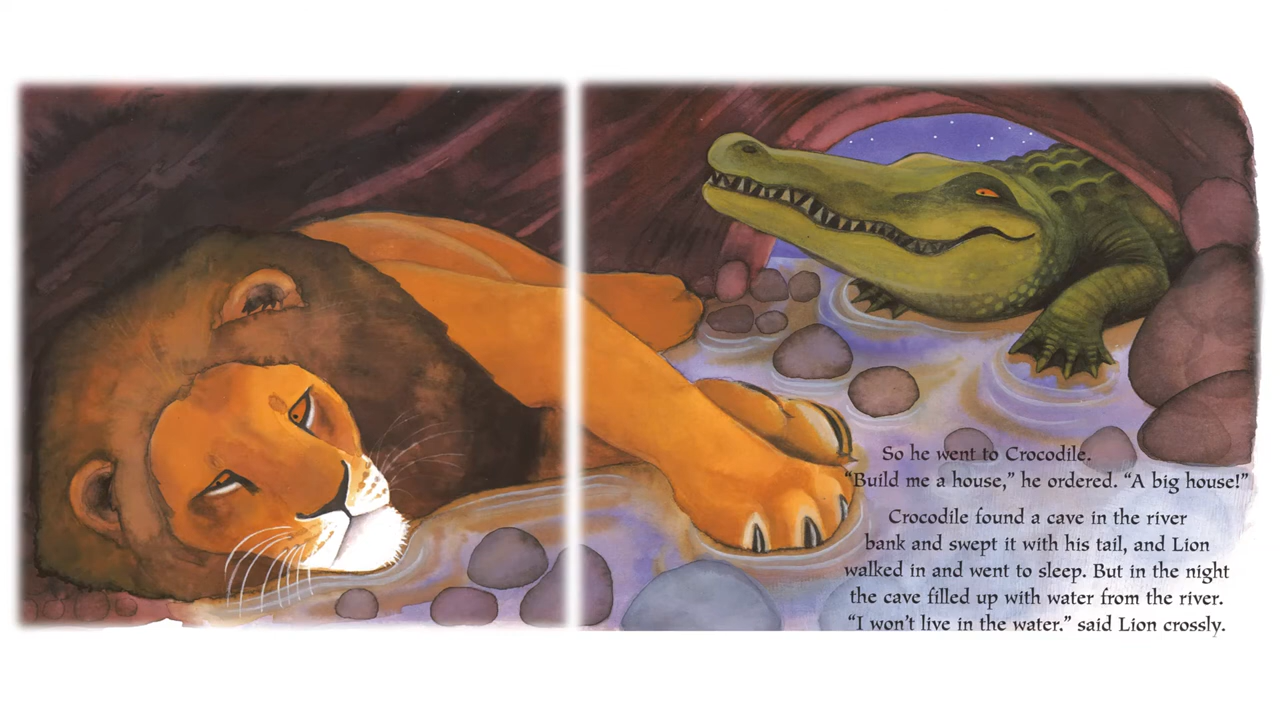 So he went to Crocodile.
“Build me a house,” he ordered. “A big house!”
Crocodile found a cave in the river
bank and swept it with his tail, and Lion
walked in and went to sleep. But in the night
the cave filled up with water from the river.
“I won’t live in the water,” said Lion crossly.